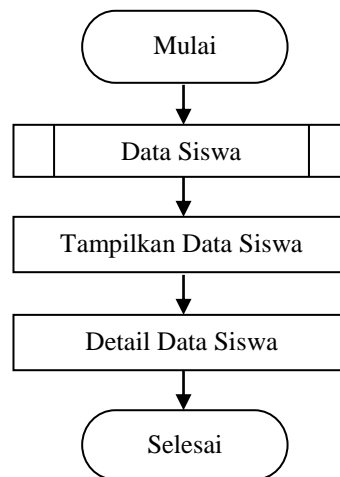 Mulai
Data Siswa
Tampilkan Data Siswa
Detail Data Siswa
Selesai